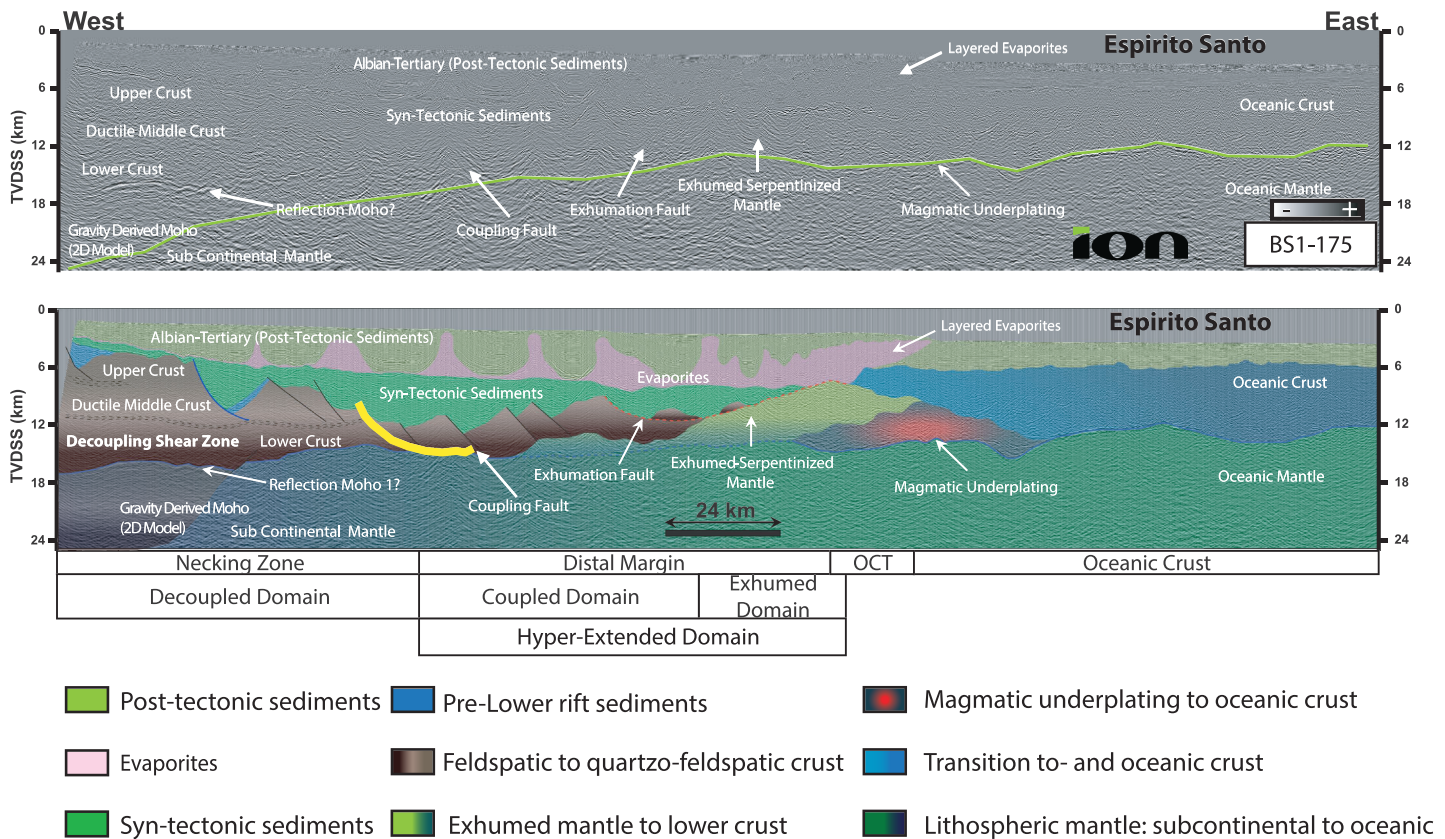 West
East
0
0
Espirito Santo
Layered Evaporites
Albian-Tertiary (Post-Tectonic Sediments)
6
6
Upper Crust
Oceanic Crust
Syn-Tectonic Sediments
Ductile Middle Crust
TVDSS (km)
12
12
Lower Crust
Exhumed Serpentinized
Mantle
Oceanic Mantle
18
18
Reflection Moho?
Exhumation Fault
Magmatic Underplating
- +
Gravity Derived Moho
(2D Model)
Coupling Fault
Sub Continental Mantle
ion
BS1-175
24
24
0
0
Espirito Santo
Layered Evaporites
Albian-Tertiary (Post-Tectonic Sediments)
6
6
Upper Crust
Evaporites
Oceanic Crust
Syn-Tectonic Sediments
Ductile Middle Crust
TVDSS (km)
12
12
Decoupling Shear Zone
Lower Crust
Exhumation Fault
Exhumed-Serpentinized
Mantle
Oceanic Mantle
Reflection Moho 1?
Magmatic Underplating
18
18
Gravity Derived Moho
(2D Model)
Coupling Fault
24 km
Sub Continental Mantle
24
24
Necking Zone
Distal Margin
OCT
Oceanic Crust
Decoupled Domain
Coupled Domain
Exhumed
Domain
Hyper-Extended Domain
Post-tectonic sediments
Pre-Lower rift sediments
Magmatic underplating to oceanic crust
Evaporites
Feldspatic to quartzo-feldspatic crust
Transition to- and oceanic crust
Syn-tectonic sediments
Exhumed mantle to lower crust
Lithospheric mantle: subcontinental to oceanic